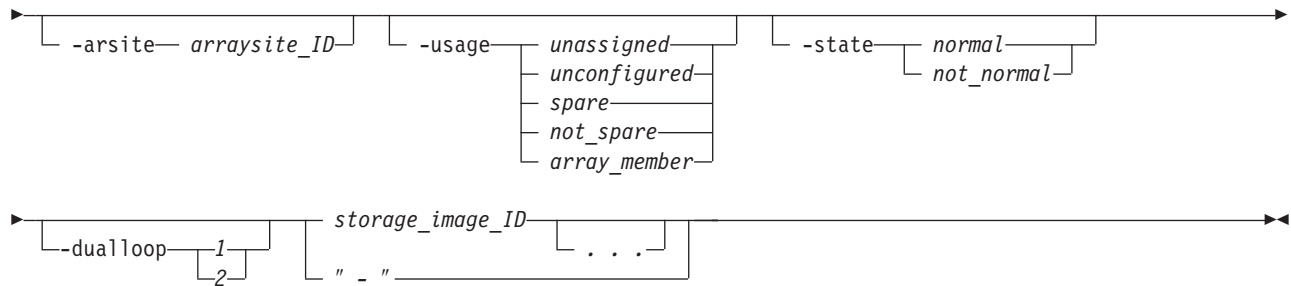 -arsite arraysite_ID -usage unassigned -state normal
unconfigured not_normal
spare
not_spare
array_member
-dualloop 1 storage_image_ID
2 . . .
" - "